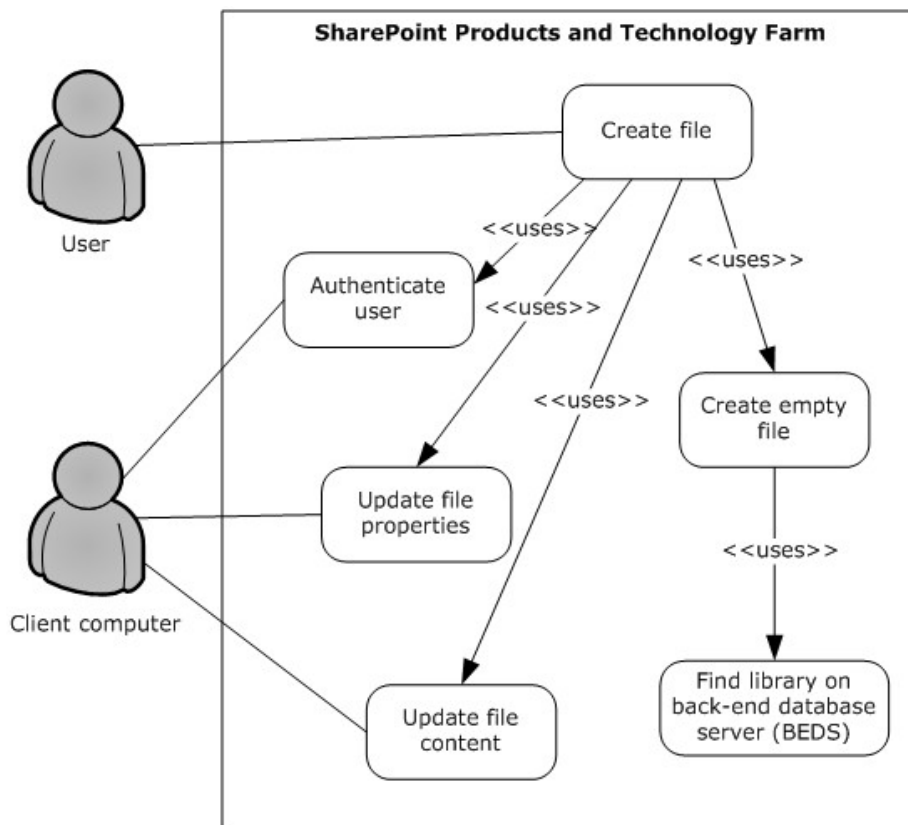 SharePoint Products and Technology Farm
Create file
User
<<uses>>
<<uses>>
Authenticate
user
<<uses>>
<<uses>>
Create empty
file
Update file
properties
<<uses>>
Client computer
Find library on
back-end database
server (BEDS)
Update file
content